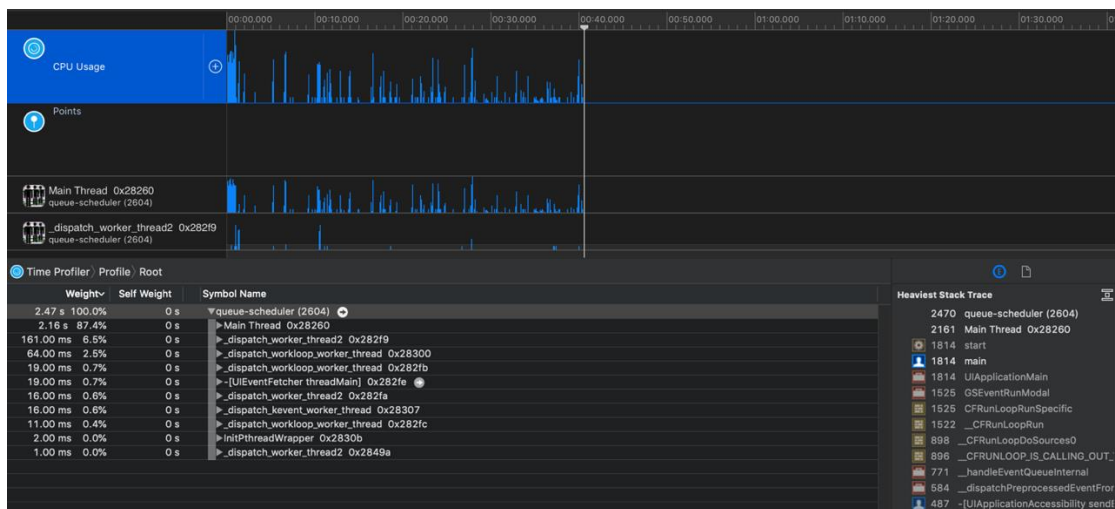 00:00.000 00:10.000 00:20.000 00:30.000 00:40.000 00:50.000 01:00.000 01:10.000 01:20.000 01:30.000
CPU Usage
Points
Main Thread 0x28260
queue-scheduler (2604)
_dispatch_worker_thread2 0x282f9
queue-scheduler (2604)
Time Profiler Profile Root
Weight Self Weight Symbol Name
2.47 s 100.0% 0 s queue-scheduler (2604)
2.16 s 87.4% 0 s Main Thread 0x28260
161.00 ms 6.5% 0 s _dispatch_worker_thread2 0x282f9
64.00 ms 2.5% 0 s _dispatch_workloop_worker_thread 0x28300
19.00 ms 0.7% 0 s _dispatch_workloop_worker_thread 0x282fb
19.00 ms 0.7% 0 s -[UIEventFetcher threadMain] 0x282fe
16.00 ms 0.6% 0 s _dispatch_worker_thread2 0x282fa
16.00 ms 0.6% 0 s _dispatch_kevent_worker_thread 0x28307
11.00 ms 0.4% 0 s _dispatch_workloop_worker_thread 0x282fc
2.00 ms 0.0% 0 s InitPthreadWrapper 0x2830b
1.00 ms 0.0% 0 s _dispatch_worker_thread2 0x2849a
Heaviest Stack Trace
2470 queue-scheduler (2604)
2161 Main Thread 0x28260
1814 start
1814 main
1814 UIApplicationMain
1525 GSEventRunModal
1525 CFRunLoopRunSpecific
1522 __CFRunLoopRun
898 __CFRunLoopDoSources0
896 __CFRUNLOOP_IS_CALLING_OUT_
771 __handleEventQueueInternal
584 __dispatchPreprocessedEventFror
487 -[UIApplicationAccessibility sendE